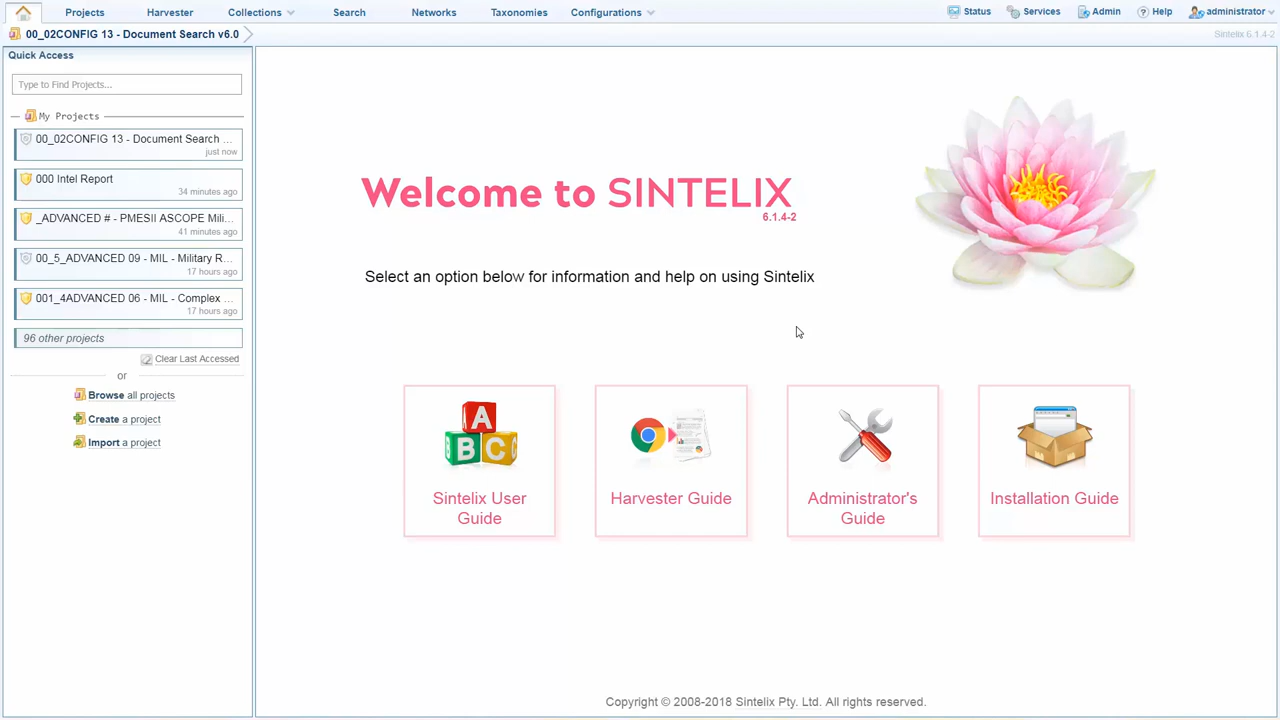 Projects
Harvester
Collections
Search
Networks
Taxonomies
Configurations
Status
Services
Admin
Help
administrator
00_02CONFIG 13 - Document Search v6.0
Sintelix 6.1.4-2
Quick Access
Type to Find Projects...
My Projects
00_02CONFIG 13 - Document Search ...
just now
000 Intel Report
34 minutes ago
_ADVANCED # - PMESII ASCOPE Mili...
41 minutes ago
00_5_ADVANCED 09 - MIL - Military R...
17 hours ago
001_4ADVANCED 06 - MIL - Complex ...
17 hours ago
96 other projects
Clear Last Accessed
or
Browse all projects
Create a project
Import a project
Welcome to SINTELIX
6.1.4-2
Select an option below for information and help on using Sintelix
A
B C
Sintelix User
Guide
Harvester Guide
Administrator's
Guide
Installation Guide
Copyright © 2008-2018 Sintelix Pty. Ltd. All rights reserved.